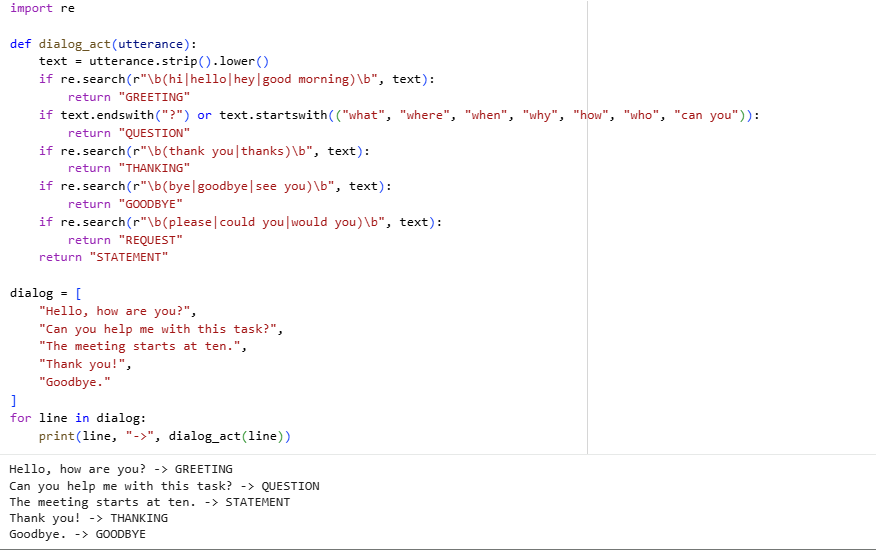 import re

def dialog_act(utterance):
    text = utterance.strip().lower()
    if re.search(r"\b(hi|hello|hey|good morning)\b", text):
        return "GREETING"
    if text.endswith("?") or text.startswith(("what", "where", "when", "why", "how", "who", "can you")):
        return "QUESTION"
    if re.search(r"\b(thank you|thanks)\b", text):
        return "THANKING"
    if re.search(r"\b(bye|goodbye|see you)\b", text):
        return "GOODBYE"
    if re.search(r"\b(please|could you|would you)\b", text):
        return "REQUEST"
    return "STATEMENT"

dialog = [
    "Hello, how are you?",
    "Can you help me with this task?",
    "The meeting starts at ten.",
    "Thank you!",
    "Goodbye."
]
for line in dialog:
    print(line, "->", dialog_act(line))

Hello, how are you? -> GREETING
Can you help me with this task? -> QUESTION
The meeting starts at ten. -> STATEMENT
Thank you! -> THANKING
Goodbye. -> GOODBYE